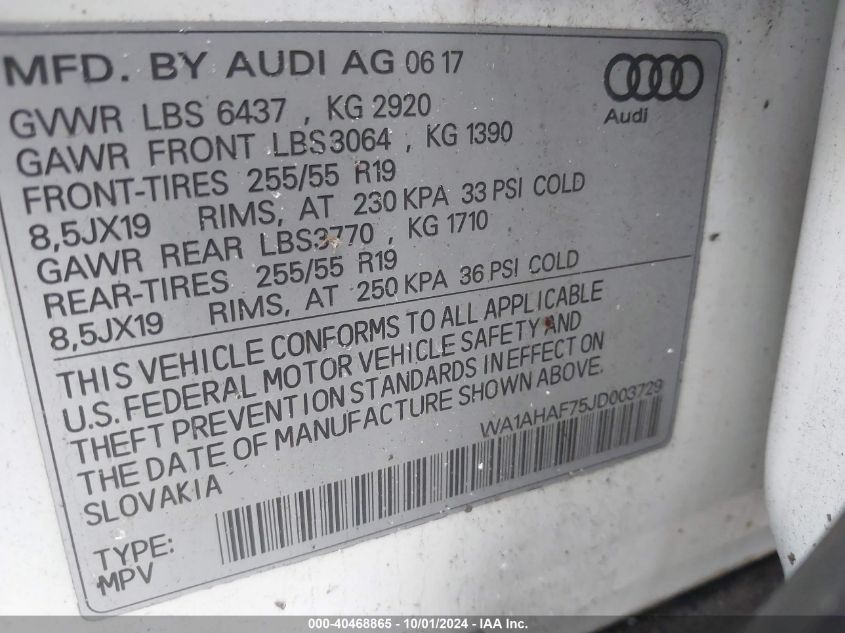 MFD. BY AUDI AG 06 17
Audi
GVWR LBS 6437 , KG 2920
GAWR FRONT LBS3064 , KG 1390
FRONT-TIRES 255/55 R19
8,5JX19 RIMS, AT 230 KPA 33 PSI COLD
GAWR REAR LBS3770 , KG 1710
REAR-TIRES 255/55 R19
8,5JX19 RIMS, AT 250 KPA 36 PSI COLD
THIS VEHICLE CONFORMS TO ALL APPLICABLE
U.S. FEDERAL MOTOR VEHICLE SAFETY AND
THEFT PREVENTION STANDARDS IN EFFECT ON
THE DATE OF MANUFACTURE SHOWN ABOVE.
SLOVAKIA
WA1AHAF75JD003729
TYPE:
MPV
000-40468865 - 10/01/2024 - IAA Inc.